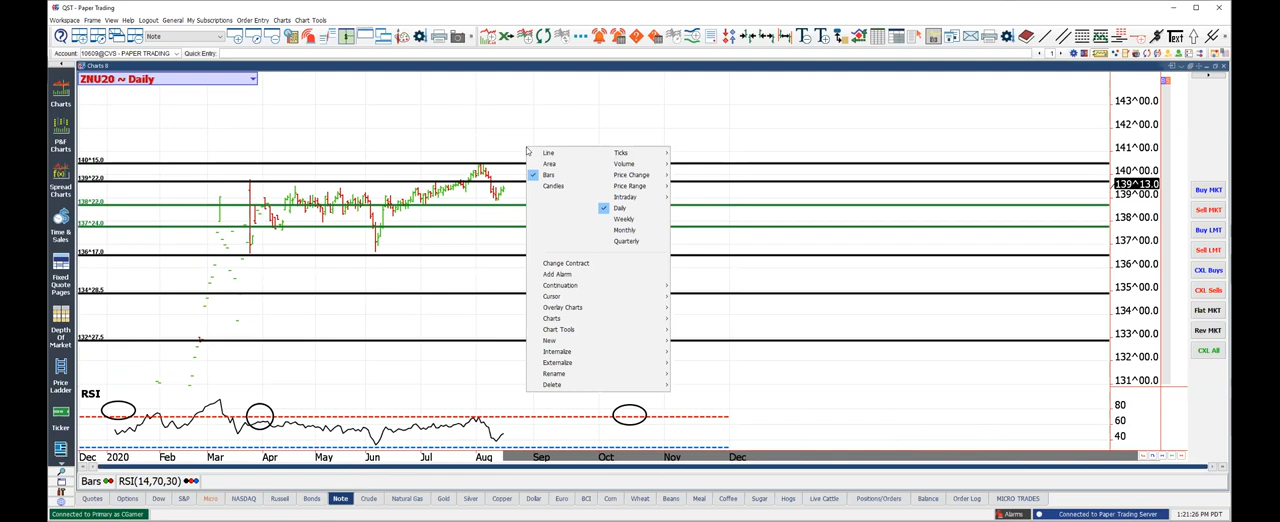 QST - Paper Trading
Workspace Frame News View Help Logout General My Subscriptions Order Entry Charts Chart Tools
Note
Text
Account: 10609@CVS - PAPER TRADING Quick Entry:
1
Charts 8
ZNU20 ~ Daily
Charts
P&F Charts
Spread Charts
Time & Sales
Fixed Quote Pages
Depth Of Market
Price Ladder
Ticker
140^15.0
139^22.0
138^22.0
137^24.0
136^17.0
134^28.5
132^27.5
Line Ticks
Area Volume
Bars Price Change
Candles Price Range
Intraday
Daily
Weekly
Monthly
Quarterly
Change Contract
Add Alarm
Continuation
Cursor
Overlay Charts
Charts
Chart Tools
New
Internalize
Externalize
Rename
Delete
143^00.0
142^00.0
141^00.0
140^00.0
139^13.0
139^00.0
138^00.0
137^00.0
136^00.0
135^00.0
134^00.0
133^00.0
132^00.0
131^00.0
Buy MKT
Sell MKT
Buy LMT
Sell LMT
CXL Buys
CXL Sells
Flat MKT
Rev MKT
CXL All
RSI
80
60
40
Dec 2020 Feb Mar Apr May Jun Jul Aug Sep Oct Nov Dec
Bars RSI(14,70,30)
Quotes Options Dow S&P Micro NASDAQ Russell Bonds Note Crude Natural Gas Gold Silver Copper Dollar Euro BCI Corn Wheat Beans Meal Coffee Sugar Hogs Live Cattle Positions/Orders Balance Order Log MICRO TRADES
Connected to Primary as CGarner Alarms Connected to Paper Trading Server 1:21:26 PM PDT